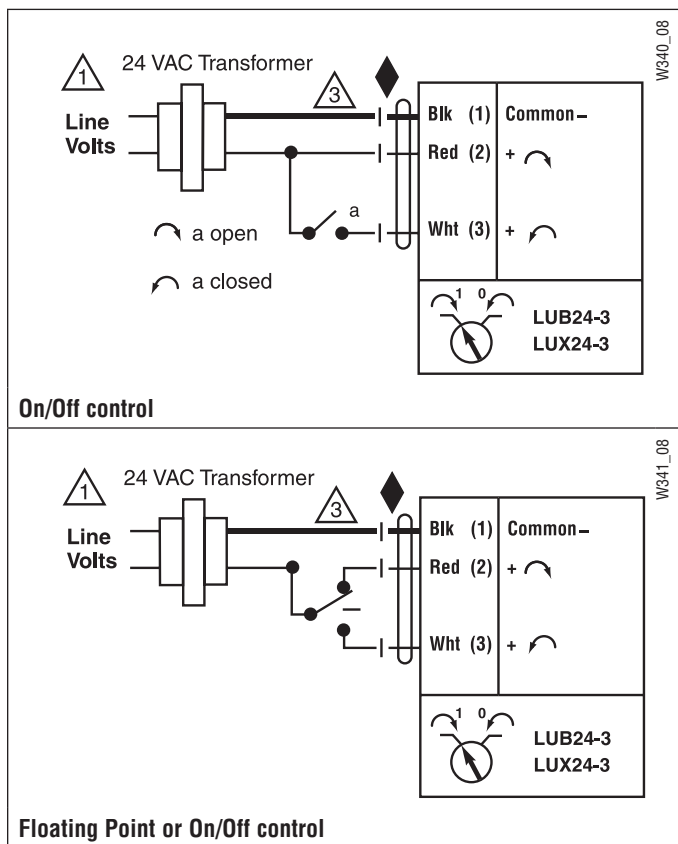 W340_08
1
24 VAC Transformer
3
Line
Volts
Blk (1) Common –
Red (2) +
a
Wht (3) +
a open
a closed
1 0
LUB24-3
LUX24-3
On/Off control
W341_08
1
24 VAC Transformer
3
Line
Volts
Blk (1) Common –
Red (2) +
Wht (3) +
1 0
LUB24-3
LUX24-3
Floating Point or On/Off control